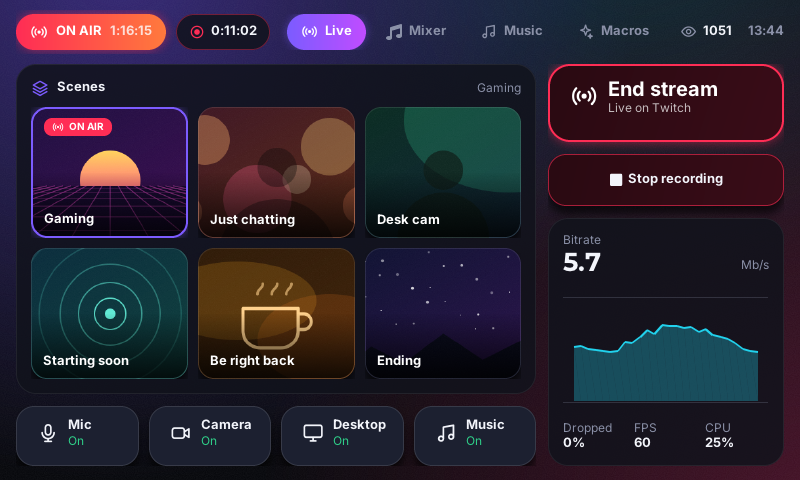 ON AIR 1:16:15
0:11:02
Live
Mixer
Music
Macros
1051
13:44
Scenes
Gaming
ON AIR
Gaming
Just chatting
Desk cam
Starting soon
Be right back
Ending
Mic
On
Camera
On
Desktop
On
Music
On
End stream
Live on Twitch
Stop recording
Bitrate
5.7
Mb/s
Dropped
0%
FPS
60
CPU
25%